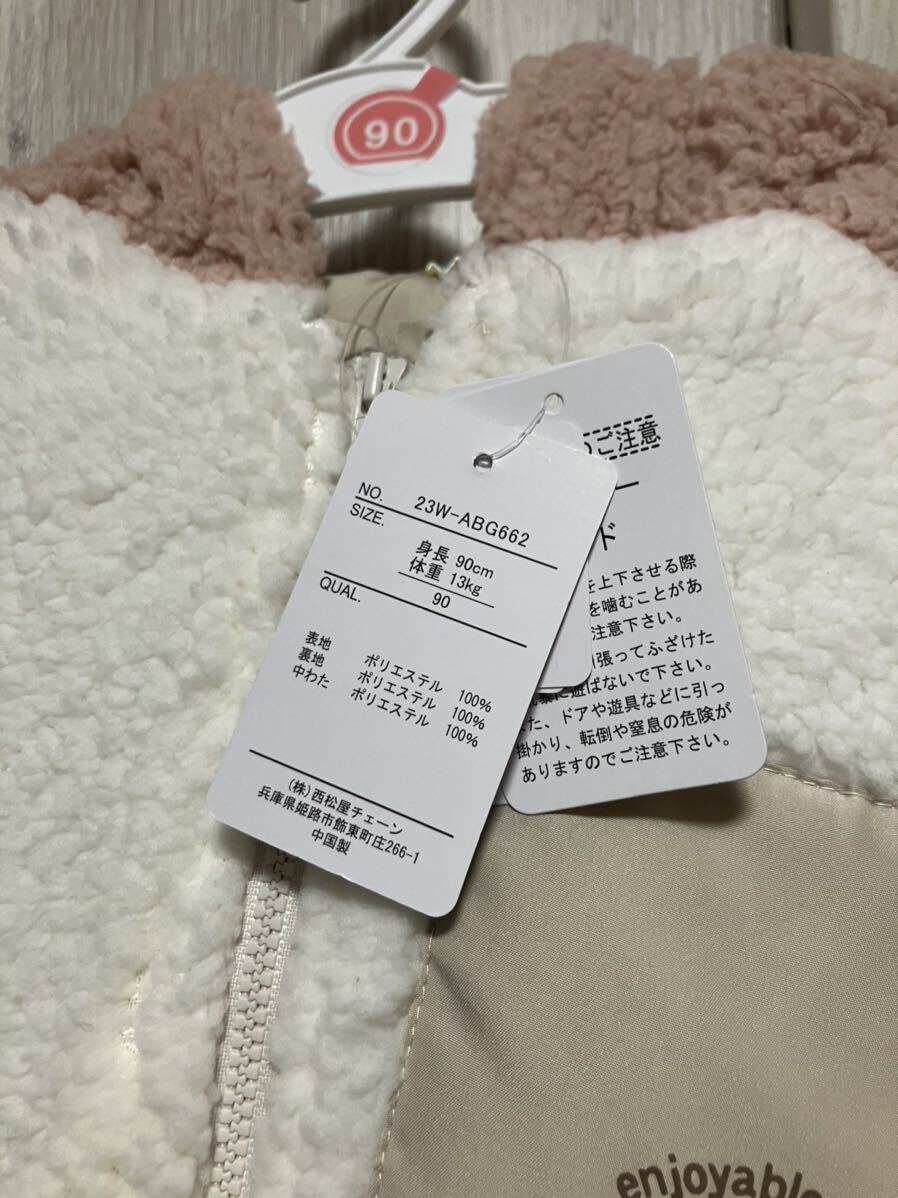 90
NO. 23W-ABG662
SIZE.
身長 90cm
体重 13kg
90
QUAL.
表地 ポリエステル 100%
裏地 ポリエステル 100%
中わた ポリエステル 100%
(株)西松屋チェーン
兵庫県姫路市飾東町庄266-1
中国製
ご注意
ー
ド
を上下させる際
を噛むことがあ
注意下さい。
張ってふざけた
に遊ばないで下さい。
た、ドアや遊具などに引っ
掛かり、転倒や窒息の危険が
ありますのでご注意下さい。
enjoyable